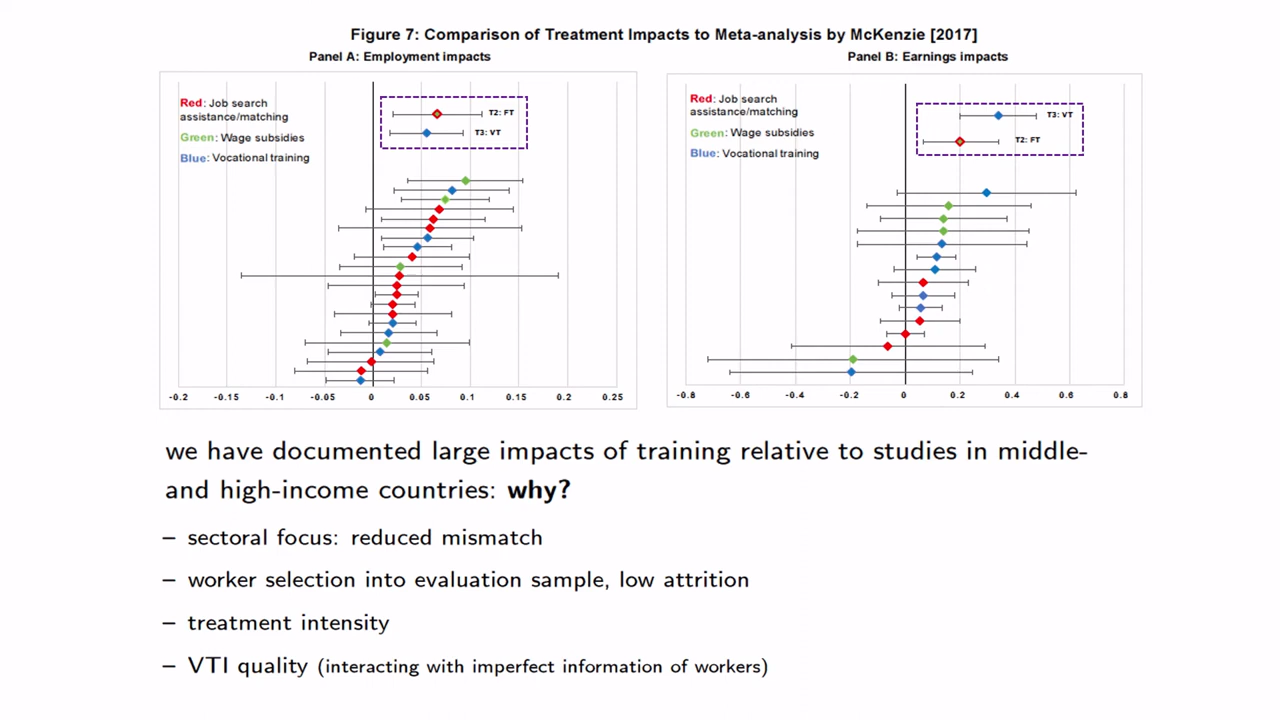 Figure 7: Comparison of Treatment Impacts to Meta-analysis by McKenzie [2017]
Panel A: Employment impacts
Red: Job search
assistance/matching
Green: Wage subsidies
Blue: Vocational training
T2: FT
T3: VT
-0.2 -0.15 -0.1 -0.05 0 0.05 0.1 0.15 0.2 0.25
Panel B: Earnings impacts
Red: Job search
assistance/matching
Green: Wage subsidies
Blue: Vocational training
T3: VT
T2: FT
-0.8 -0.6 -0.4 -0.2 0 0.2 0.4 0.6 0.8
we have documented large impacts of training relative to studies in middle-
and high-income countries: why?
– sectoral focus: reduced mismatch
– worker selection into evaluation sample, low attrition
– treatment intensity
– VTI quality (interacting with imperfect information of workers)